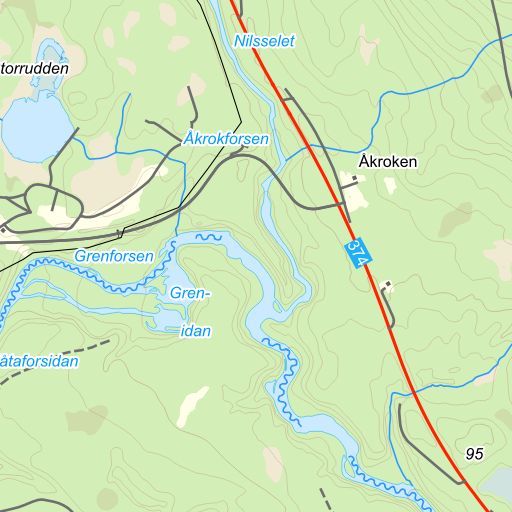 Nilsselet
torrudden
Åkrokforsen
Åkroken
374
Grenforsen
Gren-
idan
åtaforsidan
95